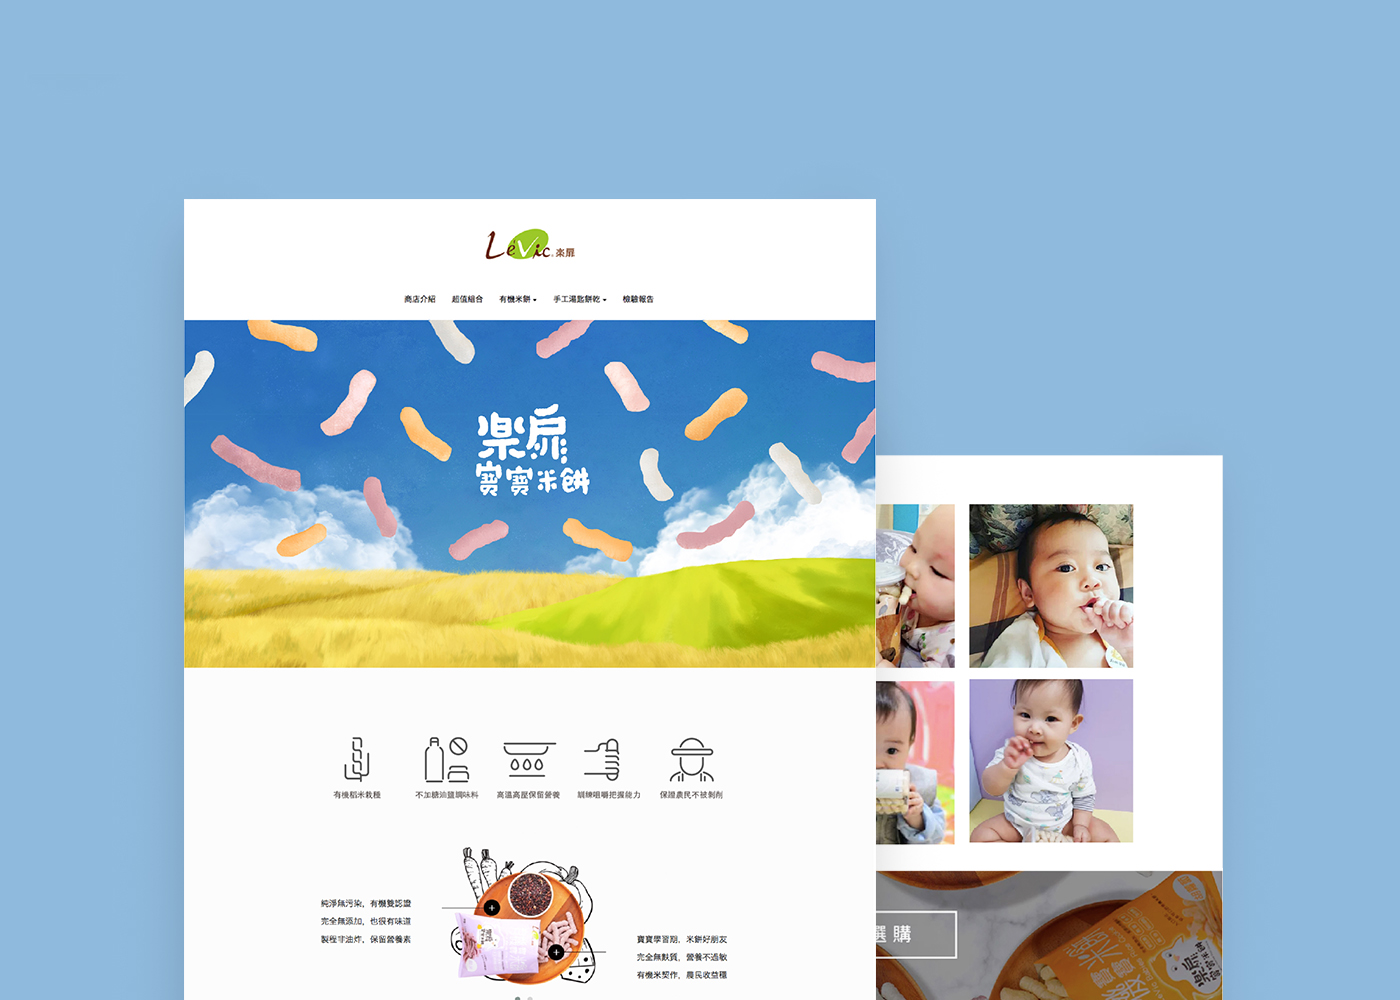 LéVic 楽扉
商店介紹 超值組合 有機米餅 手工湯匙餅乾 檢驗報告
楽扉
寶寶米餅
有機稻米栽種 不加糖油鹽調味料 高溫高壓保留營養 訓練咀嚼把握能力 保證農民不被剝削
純淨無污染，有機雙認證
完全無添加，也很有味道
製程非油炸，保留營養素
寶寶學習期，米餅好朋友
完全無麩質，營養不過敏
有機米契作，農民收益穩
選購